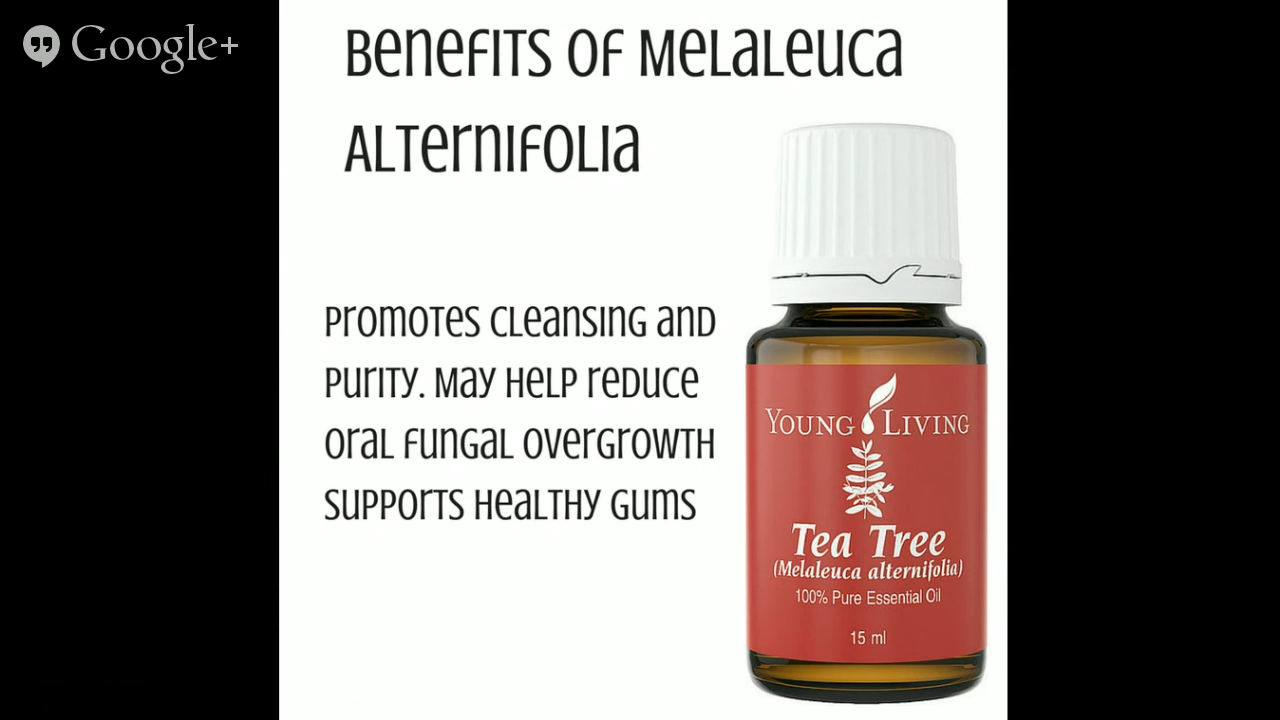 Google+
Benefits of Melaleuca
Alternifolia
Promotes cleansing and
purity. May help reduce
oral fungal overgrowth
supports healthy gums
Young Living
Tea Tree
(Melaleuca alternifolia)
100% Pure Essential Oil
15 ml